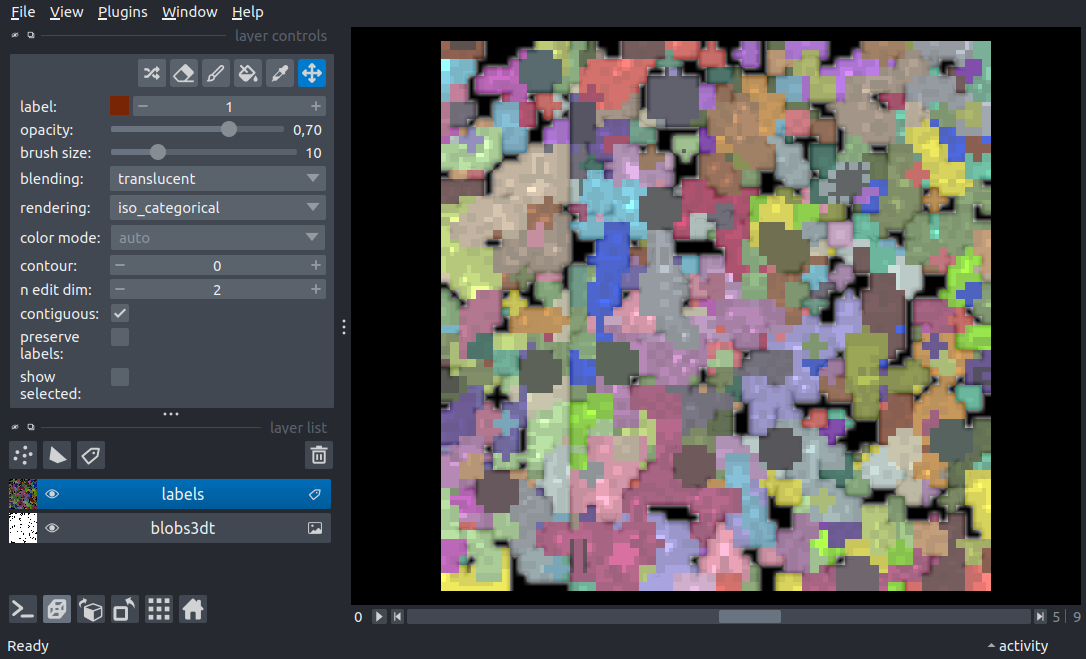 File View Plugins Window Help
layer controls
label: − 1 +
opacity: 0,70
brush size: 10
blending: translucent
rendering: iso_categorical
color mode: auto
contour: − 0 +
n edit dim: − 2 +
contiguous:
preserve
labels:
show
selected:
layer list
labels
blobs3dt
0 5 | 9
Ready activity